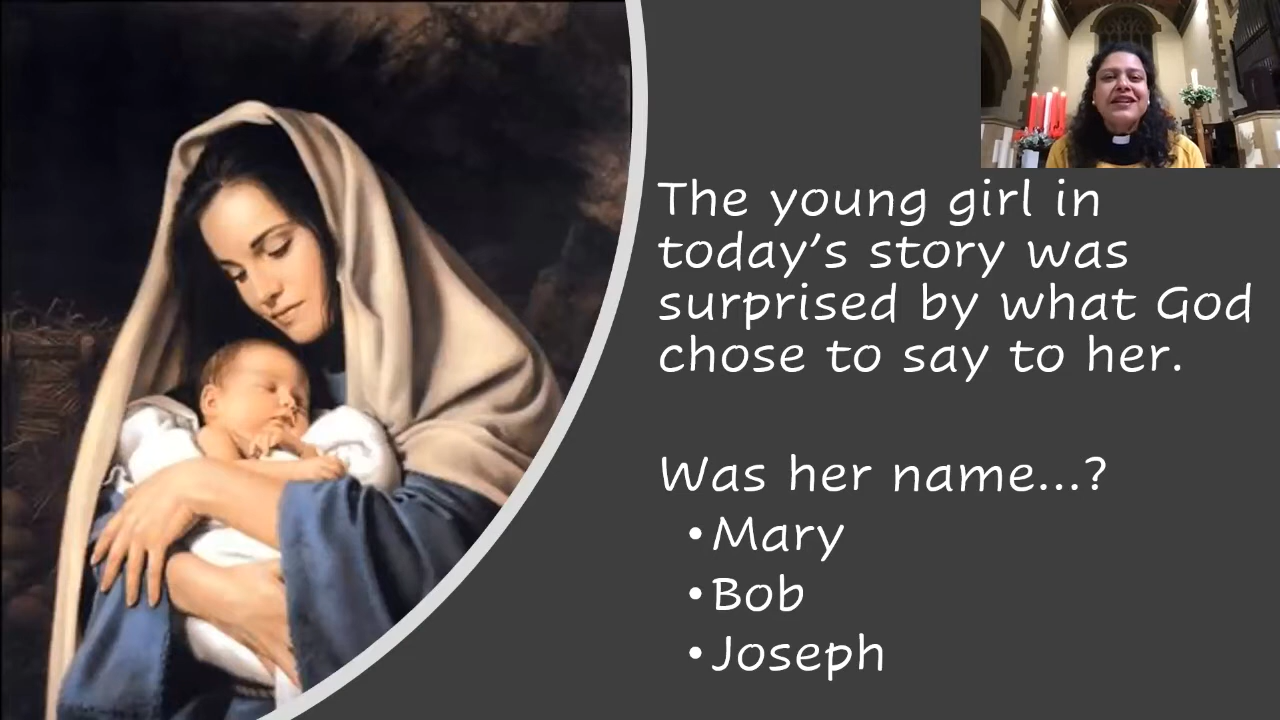 The young girl in
today’s story was
surprised by what God
chose to say to her.
Was her name...?
•Mary
•Bob
•Joseph